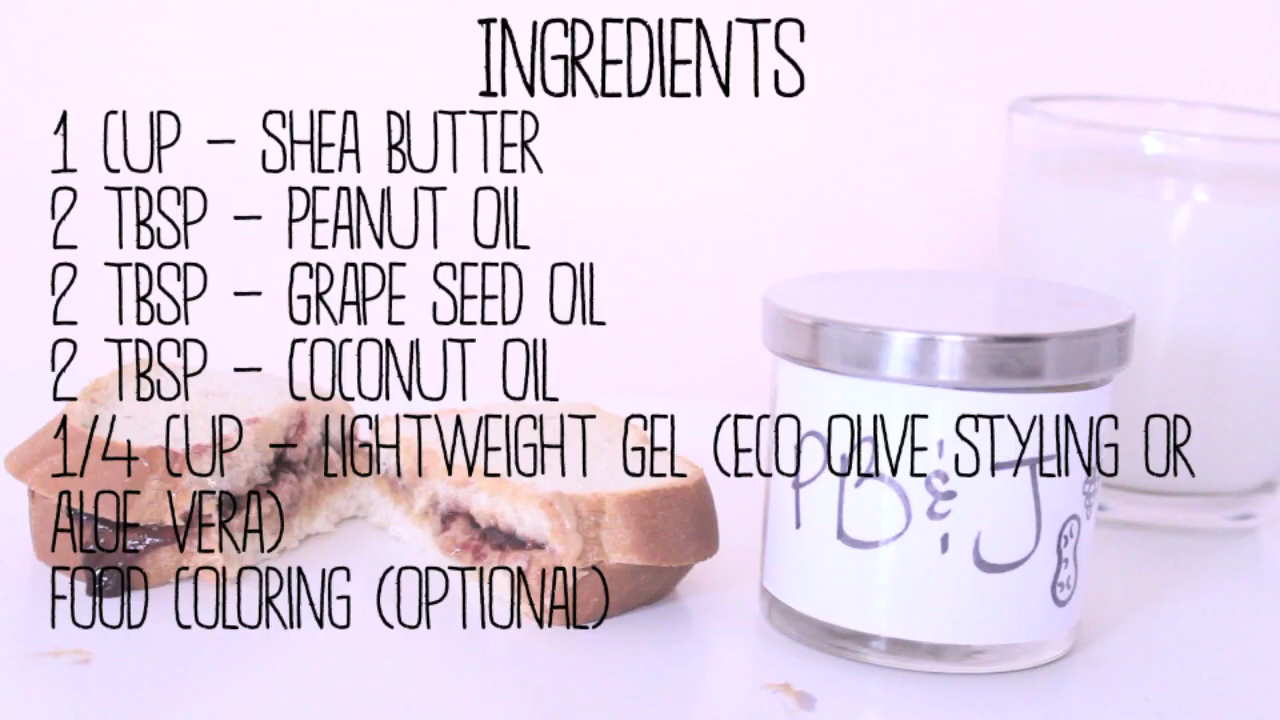 INGREDIENTS
1 CUP - SHEA BUTTER
2 TBSP - PEANUT OIL
2 TBSP - GRAPE SEED OIL
2 TBSP - COCONUT OIL
1/4 CUP - LIGHTWEIGHT GEL (ECO OLIVE STYLING OR
ALOE VERA)
FOOD COLORING (OPTIONAL)
PB & J